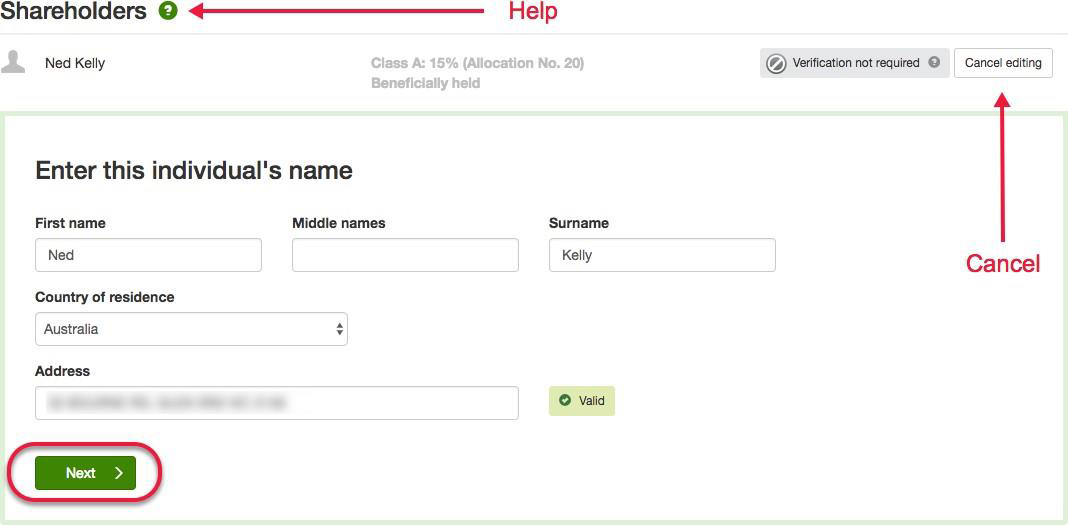 Shareholders ? Help
Ned Kelly Class A: 15% (Allocation No. 20) Verification not required ? Cancel editing
Beneficially held
Enter this individual's name
First name Middle names Surname
Ned Kelly
Cancel
Country of residence
Australia
Address
Valid
Next